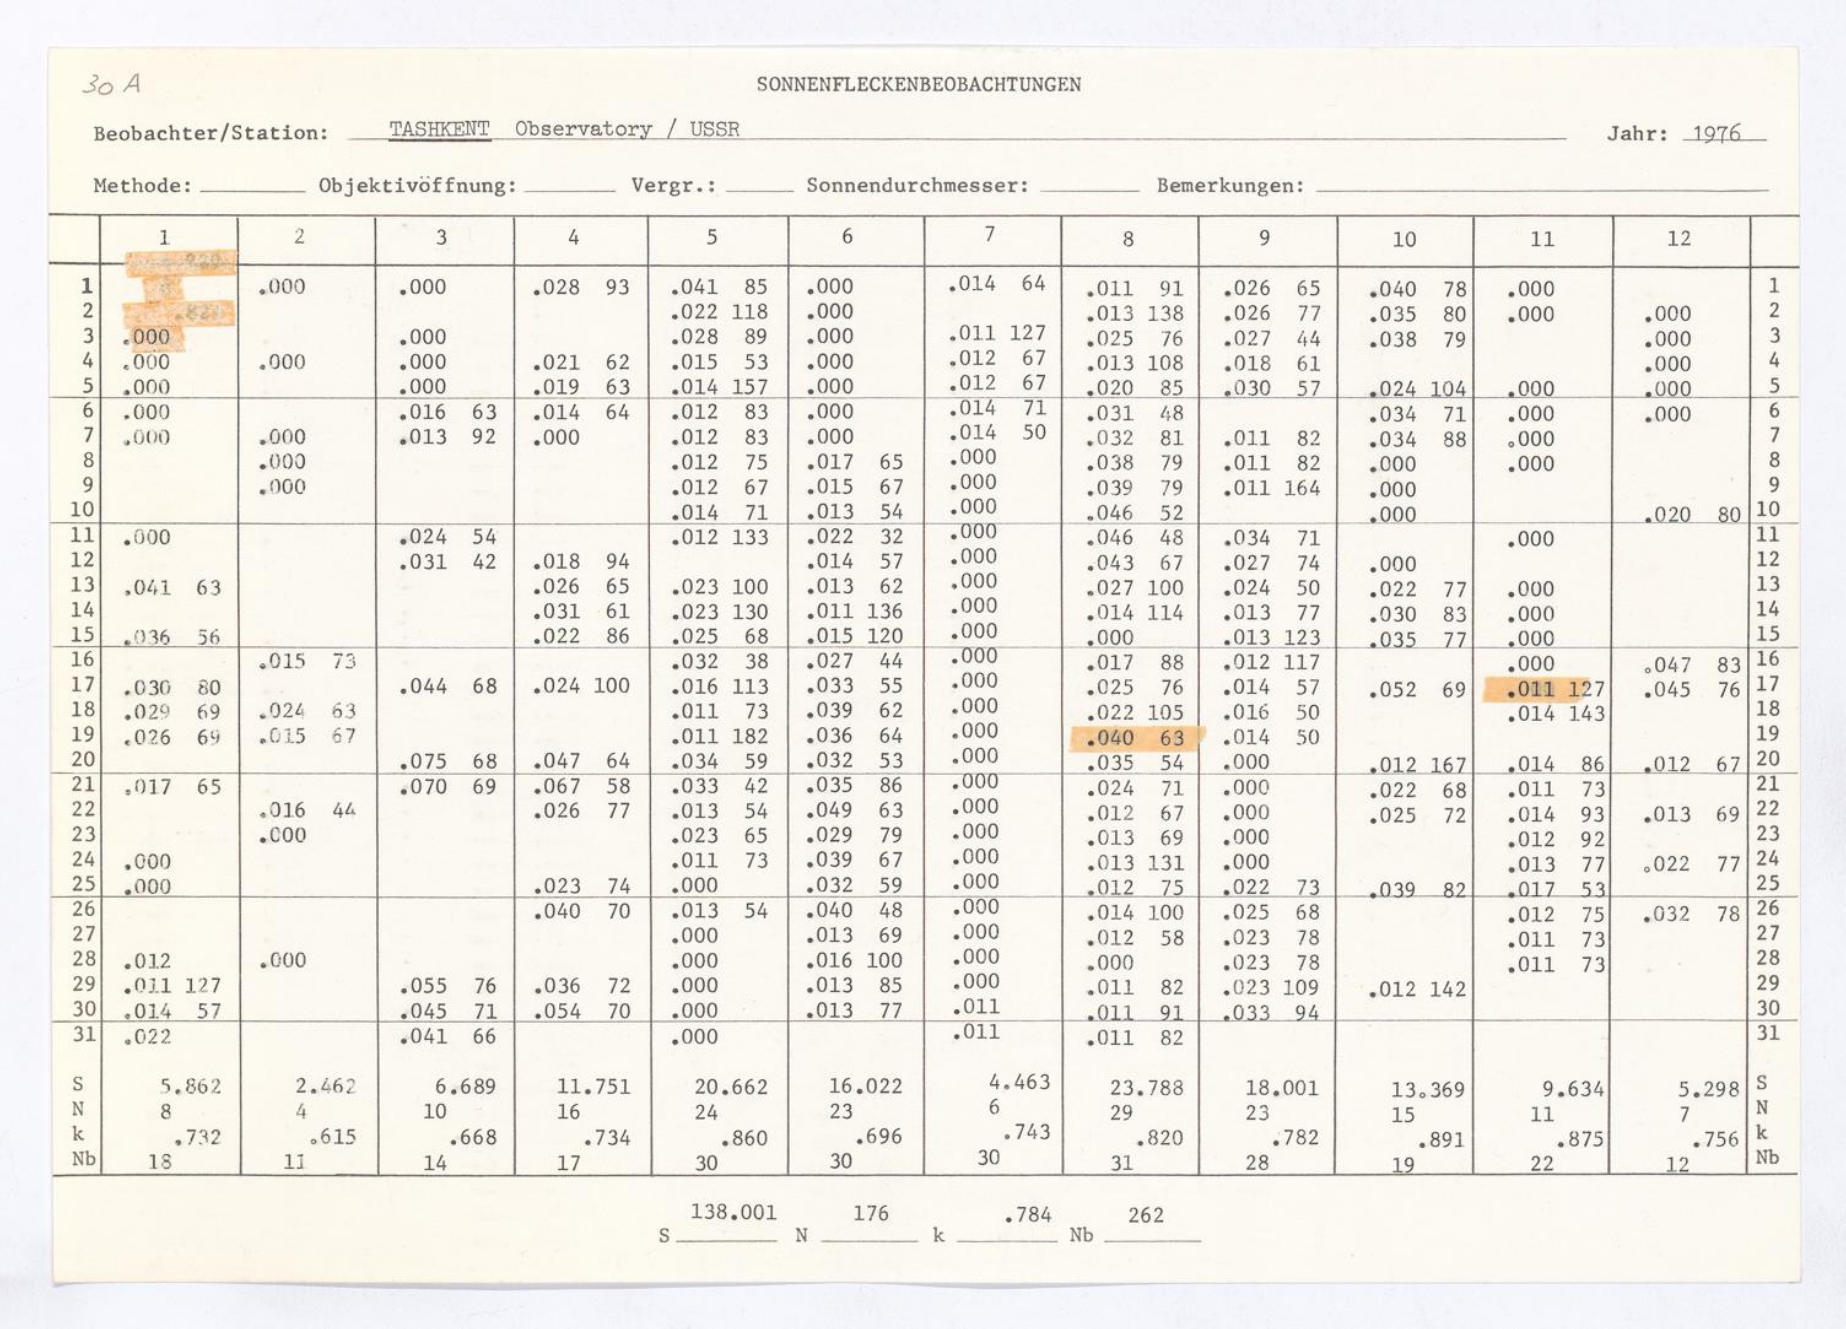 30 A
SONNENFLECKENBEOBACHTUNGEN
Beobachter/Station: TASHKENT Observatory / USSR Jahr: 1976
Methode: Objektivöffnung: Vergr.: Sonnendurchmesser: Bemerkungen:
1 2 3 4 5 6 7 8 9 10 11 12
1 .000 .000 .028 93 .041 85 .000 .014 64 .011 91 .026 65 .040 78 .000 1
2 .022 118 .000 .013 138 .026 77 .035 80 .000 .000 2
3 .000 .000 .028 89 .000 .011 127 .025 76 .027 44 .038 79 .000 3
4 .000 .000 .000 .021 62 .015 53 .000 .012 67 .013 108 .018 61 .000 4
5 .000 .000 .019 63 .014 157 .000 .012 67 .020 85 .030 57 .024 104 .000 .000 5
6 .000 .016 63 .014 64 .012 83 .000 .014 71 .031 48 .034 71 .000 .000 6
7 .000 .000 .013 92 .000 .012 83 .000 .014 50 .032 81 .011 82 .034 88 .000 7
8 .000 .012 75 .017 65 .000 .038 79 .011 82 .000 .000 8
9 .000 .012 67 .015 67 .000 .039 79 .011 164 .000 9
10 .014 71 .013 54 .000 .046 52 .000 .020 80 10
11 .000 .024 54 .012 133 .022 32 .000 .046 48 .034 71 .000 11
12 .031 42 .018 94 .014 57 .000 .043 67 .027 74 .000 12
13 .041 63 .026 65 .023 100 .013 62 .000 .027 100 .024 50 .022 77 .000 13
14 .031 61 .023 130 .011 136 .000 .014 114 .013 77 .030 83 .000 14
15 .036 56 .022 86 .025 68 .015 120 .000 .000 .013 123 .035 77 .000 15
16 .015 73 .032 38 .027 44 .000 .017 88 .012 117 .000 .047 83 16
17 .030 80 .044 68 .024 100 .016 113 .033 55 .000 .025 76 .014 57 .052 69 .011 127 .045 76 17
18 .029 69 .024 63 .011 73 .039 62 .000 .022 105 .016 50 .014 143 18
19 .026 69 .015 67 .011 182 .036 64 .000 .040 63 .014 50 19
20 .075 68 .047 64 .034 59 .032 53 .000 .035 54 .000 .012 167 .014 86 .012 67 20
21 .017 65 .070 69 .067 58 .033 42 .035 86 .000 .024 71 .000 .022 68 .011 73 21
22 .016 44 .026 77 .013 54 .049 63 .000 .012 67 .000 .025 72 .014 93 .013 69 22
23 .000 .023 65 .029 79 .000 .013 69 .000 .012 92 23
24 .000 .011 73 .039 67 .000 .013 131 .000 .013 77 .022 77 24
25 .000 .023 74 .000 .032 59 .000 .012 75 .022 73 .039 82 .017 53 25
26 .040 70 .013 54 .040 48 .000 .014 100 .025 68 .012 75 .032 78 26
27 .000 .013 69 .000 .012 58 .023 78 .011 73 27
28 .012 .000 .000 .016 100 .000 .000 .023 78 .011 73 28
29 .011 127 .055 76 .036 72 .000 .013 85 .000 .011 82 .023 109 .012 142 29
30 .014 57 .045 71 .054 70 .000 .013 77 .011 .011 91 .033 94 30
31 .022 .041 66 .000 .011 .011 82 31
S 5.862 2.462 6.689 11.751 20.662 16.022 4.463 23.788 18.001 13.369 9.634 5.298 S
N 8 4 10 16 24 23 6 29 23 15 11 7 N
k .732 .615 .668 .734 .860 .696 .743 .820 .782 .891 .875 .756 k
Nb 18 11 14 17 30 30 30 31 28 19 22 12 Nb
S 138.001 N 176 k .784 Nb 262